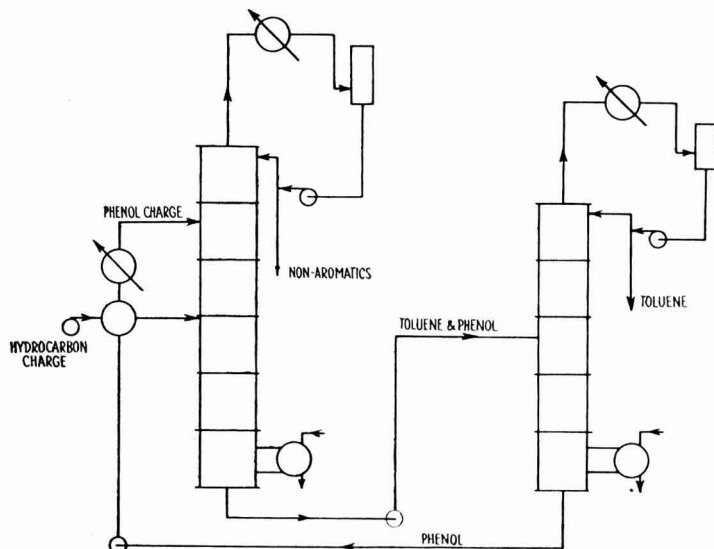 PHENOL CHARGE
NON-AROMATICS
HYDROCARBON
CHARGE
TOLUENE & PHENOL
TOLUENE
PHENOL